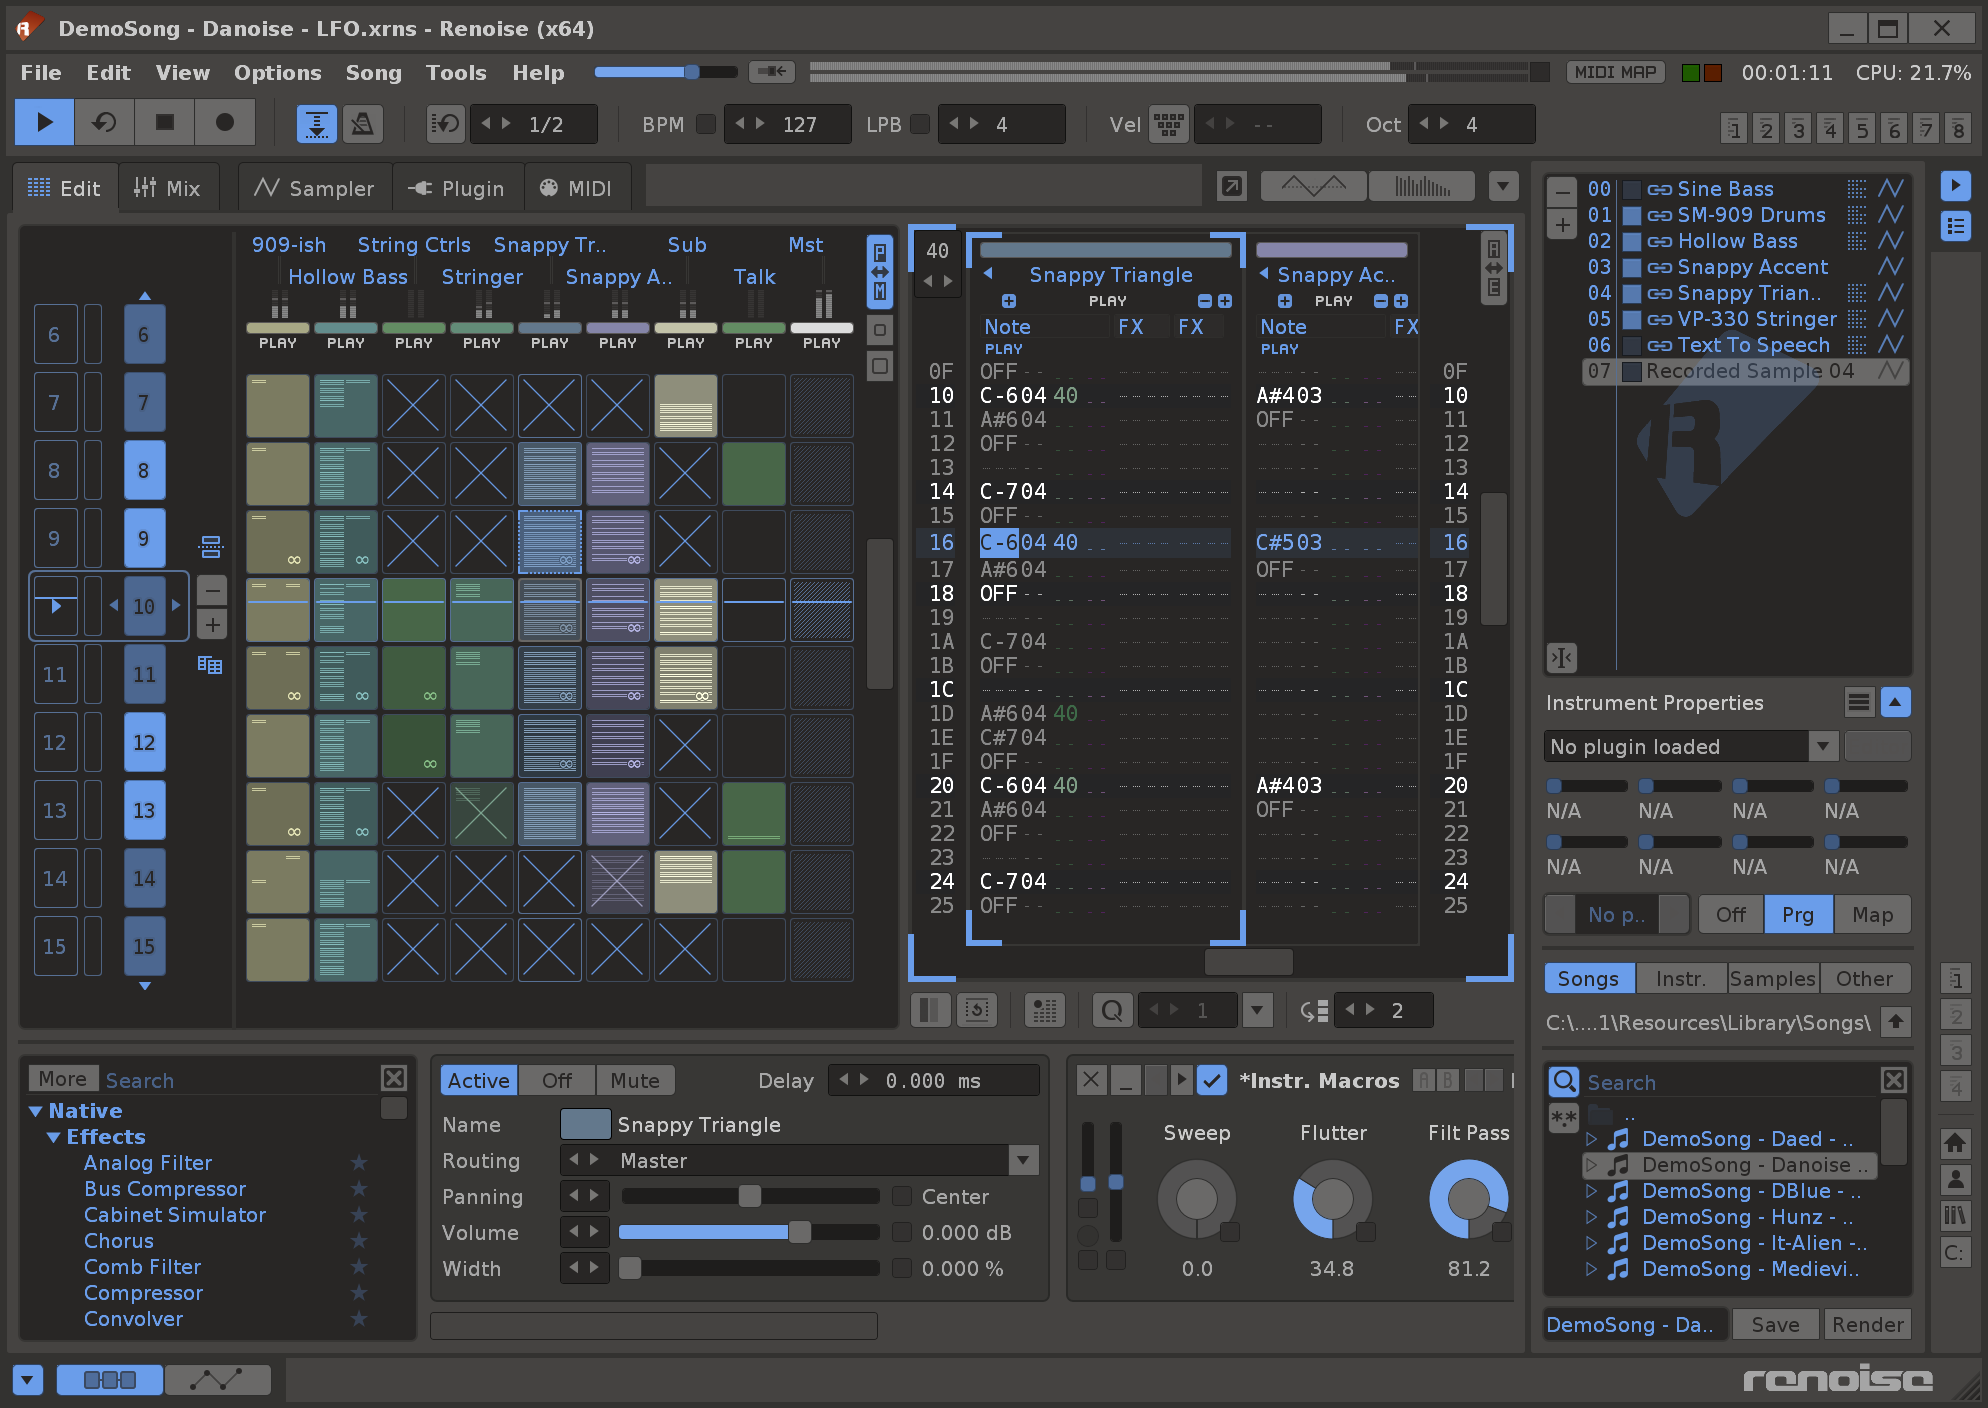 DemoSong - Danoise - LFO.xrns - Renoise (x64)
File Edit View Options Song Tools Help MIDI MAP 00:01:11 CPU: 21.7%
1/2 BPM 127 LPB 4 Vel -- Oct 4 1 2 3 4 5 6 7 8
Edit Mix Sampler Plugin MIDI
909-ish String Ctrls Snappy Tr.. Sub Mst
Hollow Bass Stringer Snappy A.. Talk
PLAY PLAY PLAY PLAY PLAY PLAY PLAY PLAY PLAY
P
M
6 6
7 7
8 8
9 9
10
11 11
12 12
13 13
14 14
15 15
40 Snappy Triangle Snappy Ac..
PLAY PLAY
Note FX FX Note FX
PLAY PLAY
A
E
0F OFF-- 0F
10 C-604 40 A#403 10
11 A#604 OFF-- 11
12 OFF-- 12
13 13
14 C-704 14
15 OFF-- 15
16 C-604 40 C#503 16
17 A#604 OFF-- 17
18 OFF-- 18
19 19
1A C-704 1A
1B OFF-- 1B
1C 1C
1D A#604 40 1D
1E C#704 1E
1F OFF-- 1F
20 C-604 40 A#403 20
21 A#604 OFF-- 21
22 OFF-- 22
23 23
24 C-704 24
25 OFF-- 25
Q 1 2
00 Sine Bass
01 SM-909 Drums
02 Hollow Bass
03 Snappy Accent
04 Snappy Trian..
05 VP-330 Stringer
06 Text To Speech
07 Recorded Sample 04
Instrument Properties
No plugin loaded
N/A N/A N/A N/A
N/A N/A N/A N/A
No p.. Off Prg Map
Songs Instr. Samples Other
C:\....1\Resources\Library\Songs\
Search
**
..
DemoSong - Daed - ..
DemoSong - Danoise ..
DemoSong - DBlue - ..
DemoSong - Hunz - ..
DemoSong - It-Alien -..
DemoSong - Medievi..
DemoSong - Da.. Save Render
1
2
3
4
C:
More Search
Native
Effects
Analog Filter
Bus Compressor
Cabinet Simulator
Chorus
Comb Filter
Compressor
Convolver
Active Off Mute Delay 0.000 ms
Name Snappy Triangle
Routing Master
Panning Center
Volume 0.000 dB
Width 0.000 %
*Instr. Macros A B
Sweep Flutter Filt Pass
0.0 34.8 81.2
renoise